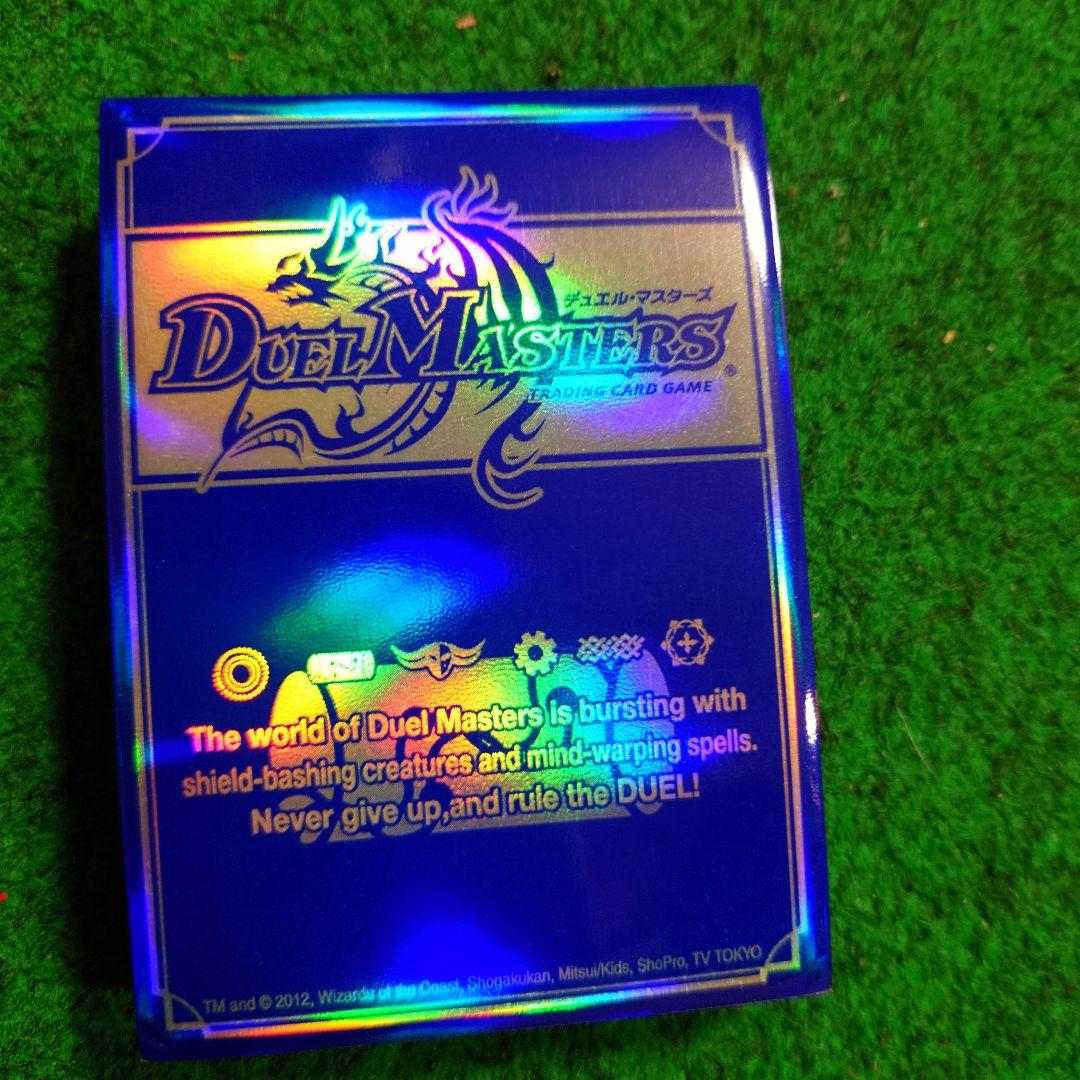 デュエル・マスターズ
DUEL MASTERS®
TRADING CARD GAME
The world of Duel Masters is bursting with
shield-bashing creatures and mind-warping spells.
Never give up,and rule the DUEL!
TM and © 2012, Wizards of the Coast, Shogakukan, Mitsui/Kids, ShoPro, TV TOKYO